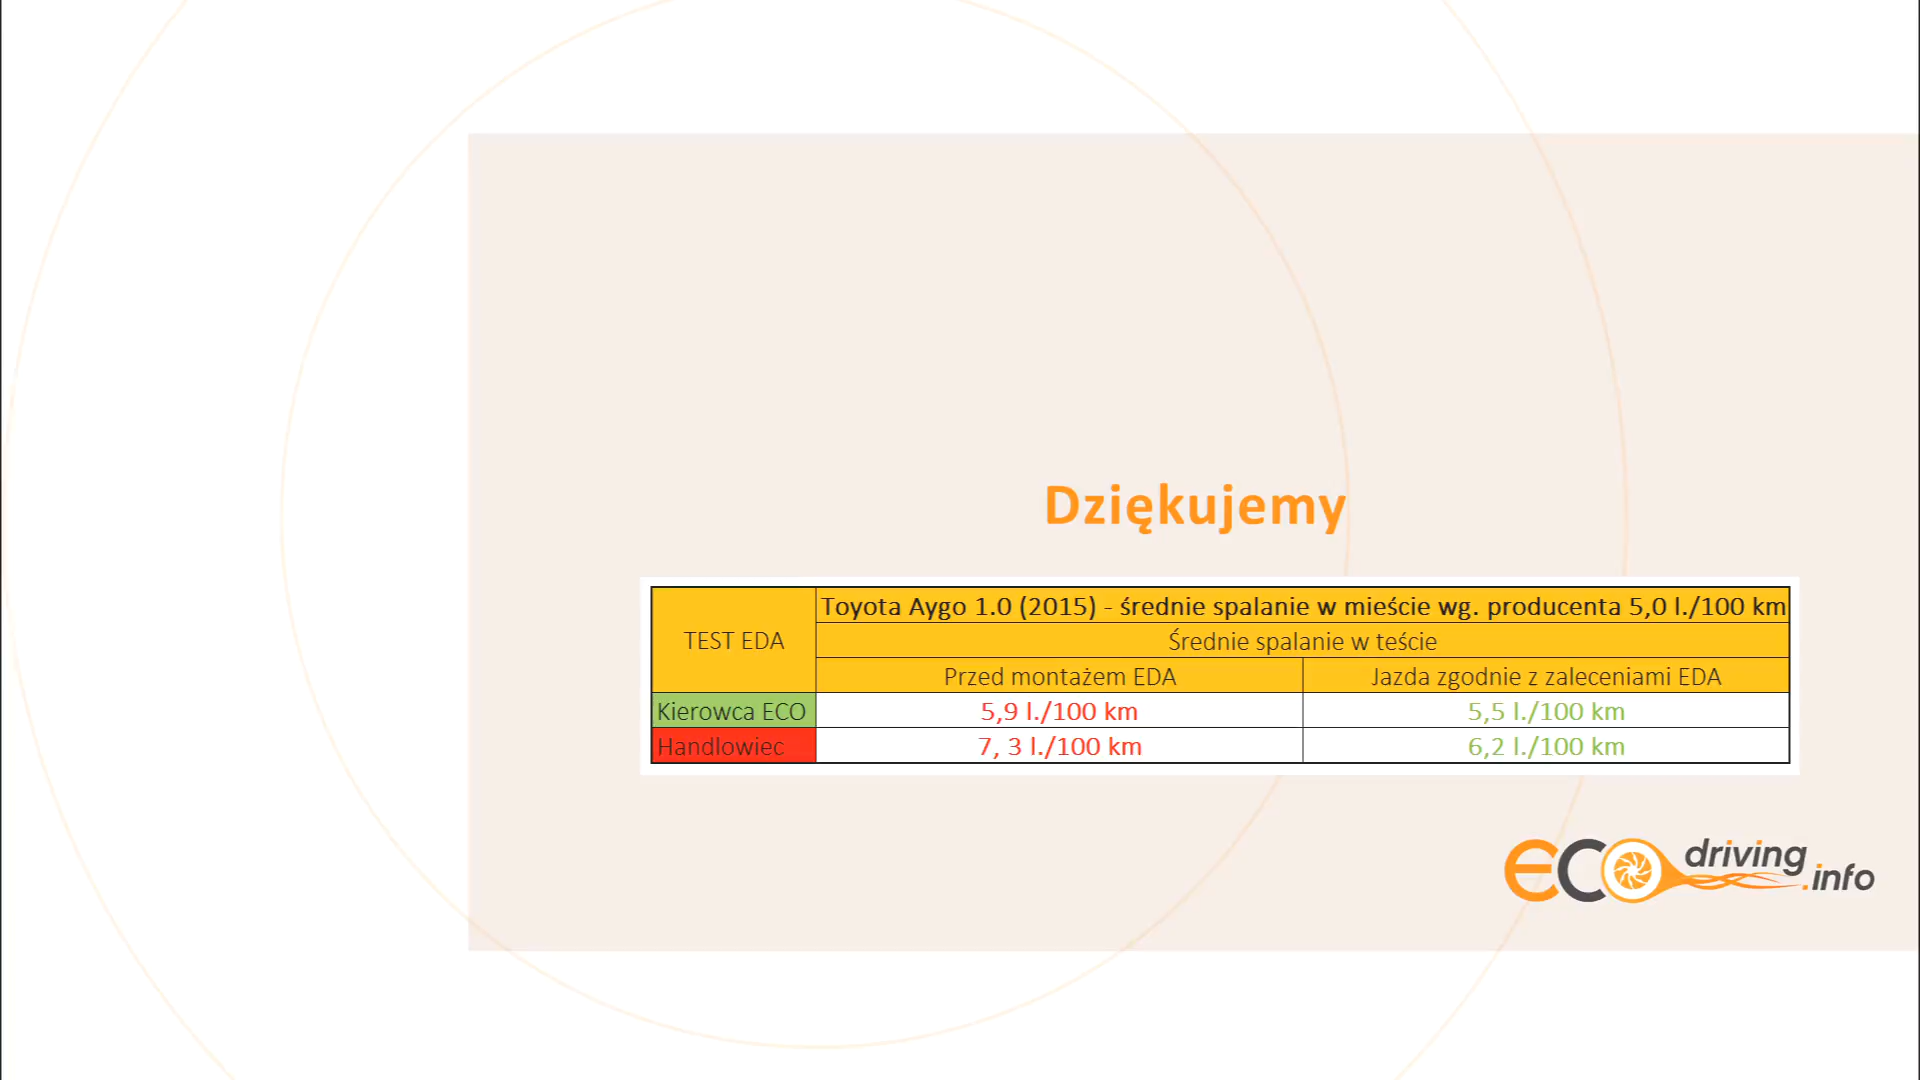 Dziękujemy
TEST EDA
Toyota Aygo 1.0 (2015) - średnie spalanie w mieście wg. producenta 5,0 l./100 km
Średnie spalanie w teście
Przed montażem EDA
Jazda zgodnie z zaleceniami EDA
Kierowca ECO
5,9 l./100 km
5,5 l./100 km
Handlowiec
7, 3 l./100 km
6,2 l./100 km
ECO driving.info